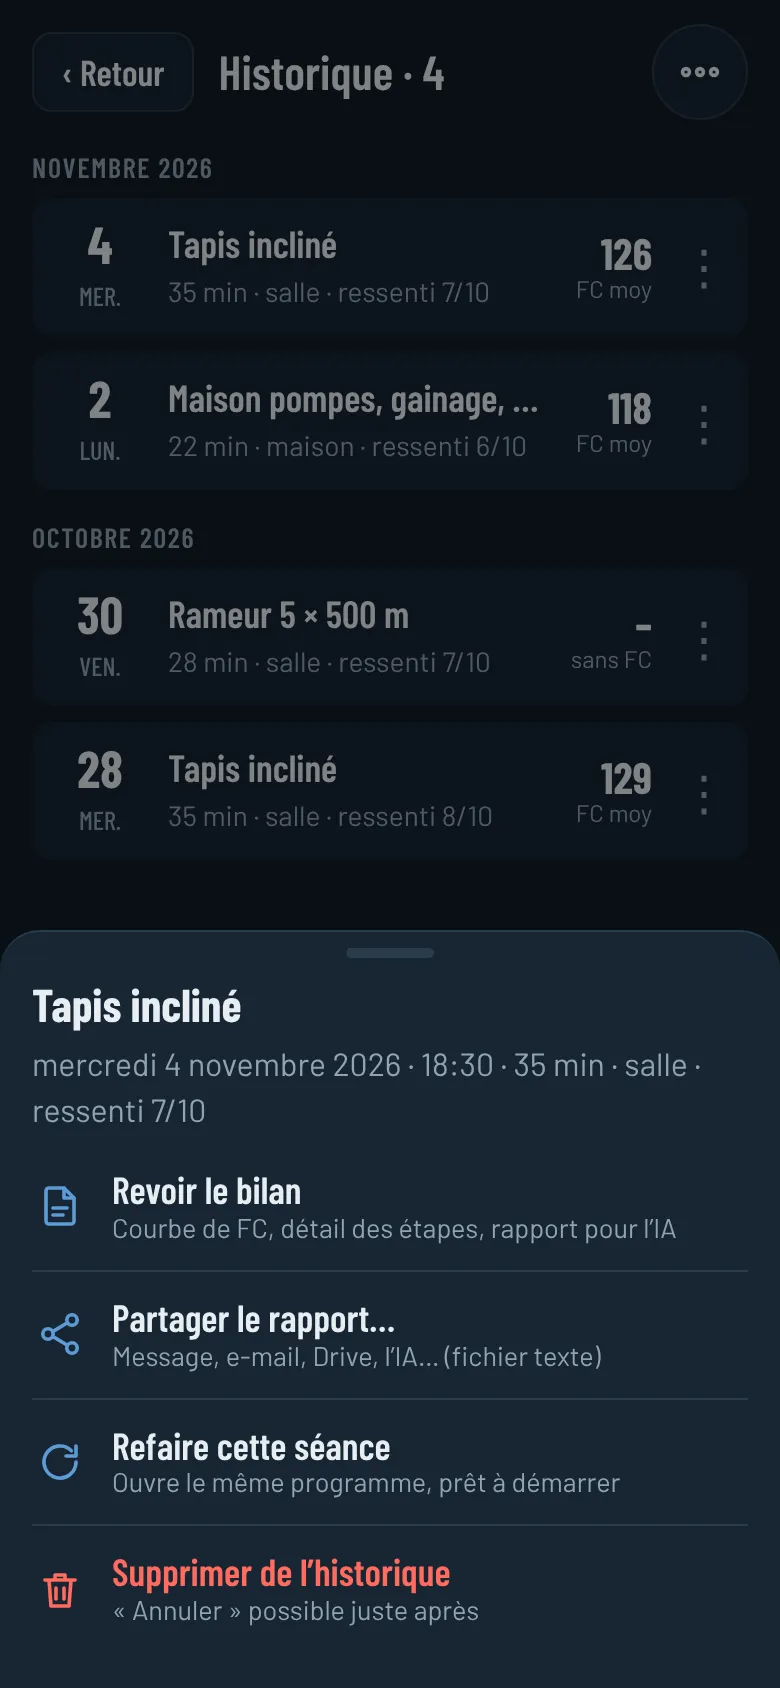 ‹ Retour
Historique · 4
NOVEMBRE 2026
4
MER.
Tapis incliné
35 min · salle · ressenti 7/10
126
FC moy
2
LUN.
Maison pompes, gainage, ...
22 min · maison · ressenti 6/10
118
FC moy
OCTOBRE 2026
30
VEN.
Rameur 5 × 500 m
28 min · salle · ressenti 7/10
–
sans FC
28
MER.
Tapis incliné
35 min · salle · ressenti 8/10
129
FC moy
Tapis incliné
mercredi 4 novembre 2026 · 18:30 · 35 min · salle ·
ressenti 7/10
Revoir le bilan
Courbe de FC, détail des étapes, rapport pour l’IA
Partager le rapport...
Message, e-mail, Drive, l’IA... (fichier texte)
Refaire cette séance
Ouvre le même programme, prêt à démarrer
Supprimer de l’historique
« Annuler » possible juste après